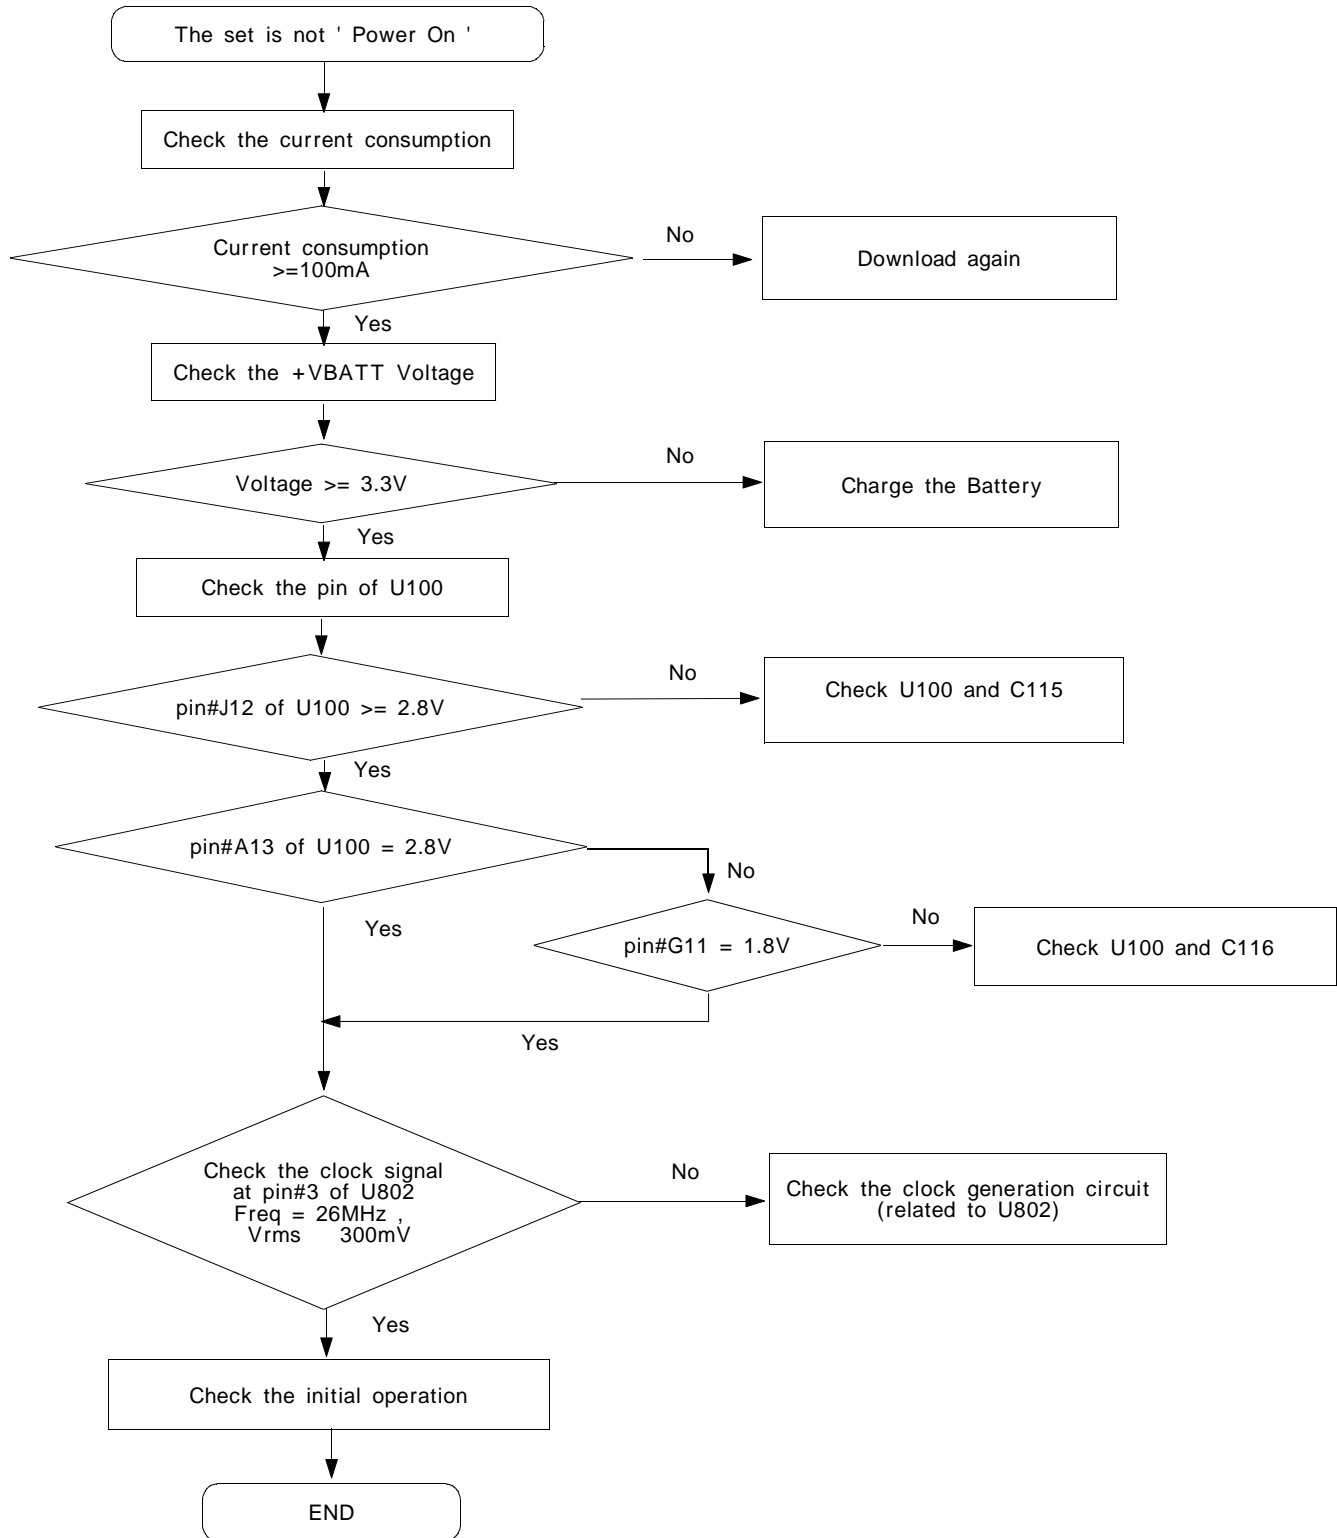 The set is not ' Power On '
Check the current consumption
Current consumption
>=100mA
No
Download again
Yes
Check the +VBATT Voltage
Voltage >= 3.3V
No
Charge the Battery
Yes
Check the pin of U100
pin#J12 of U100 >= 2.8V
No
Check U100 and C115
Yes
pin#A13 of U100 = 2.8V
No
Yes
pin#G11 = 1.8V
No
Check U100 and C116
Yes
Check the clock signal
at pin#3 of U802
Freq = 26MHz ,
Vrms 300mV
No
Check the clock generation circuit
(related to U802)
Yes
Check the initial operation
END